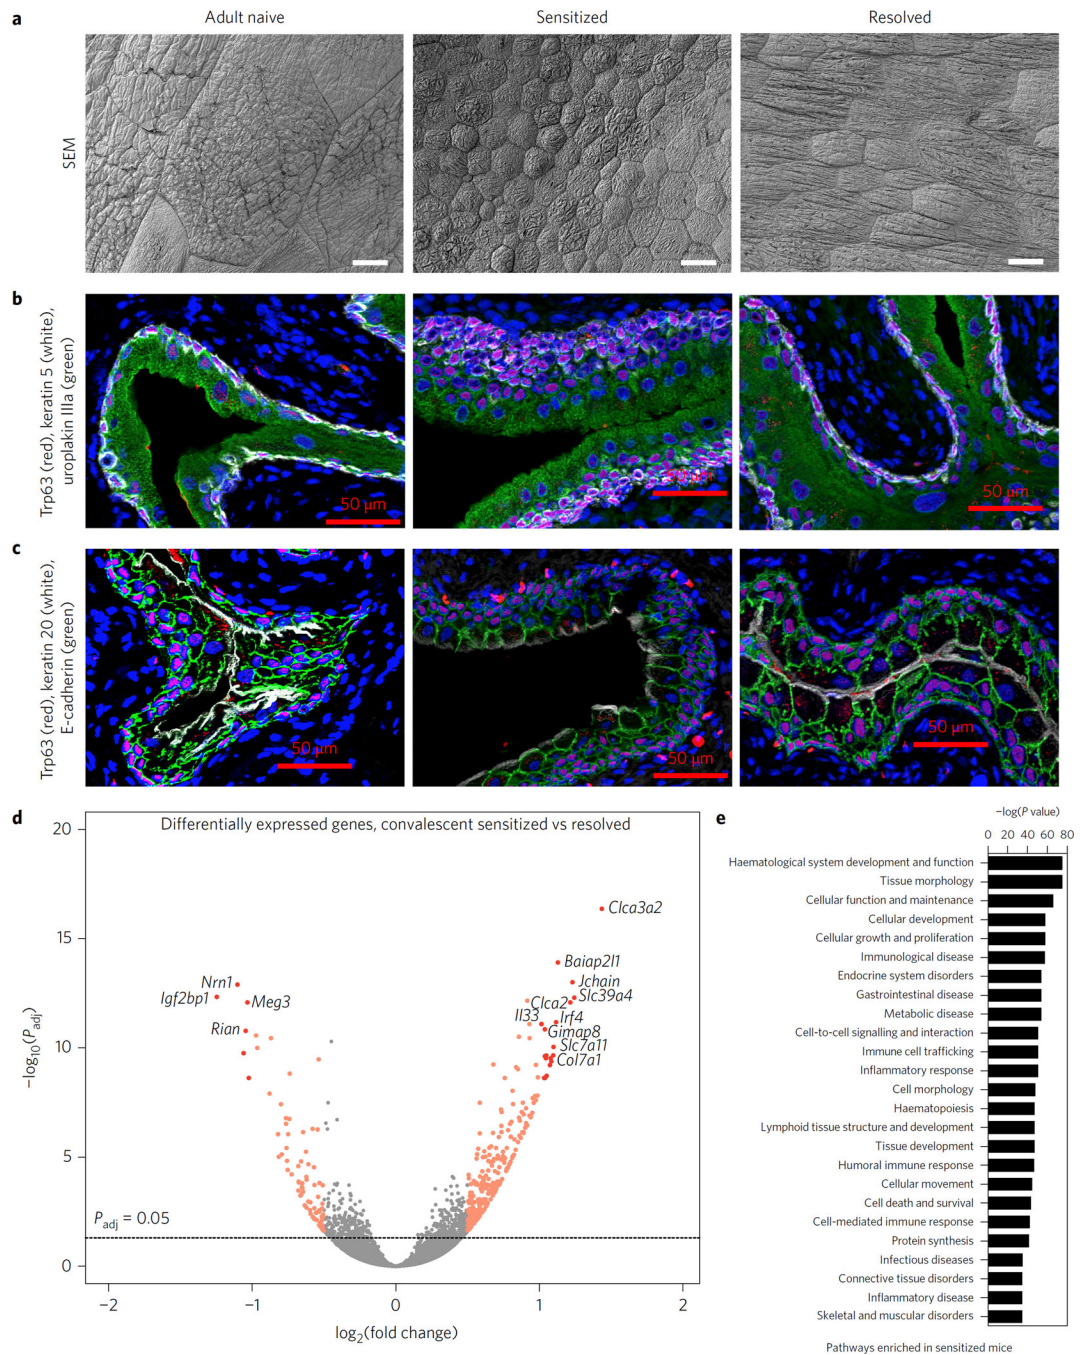 a
Adult naive
Sensitized
Resolved
SEM
b
Trp63 (red), keratin 5 (white),
uroplakin IIIa (green)
50 µm
50 µm
50 µm
c
Trp63 (red), keratin 20 (white),
E-cadherin (green)
50 µm
50 µm
50 µm
d
Differentially expressed genes, convalescent sensitized vs resolved
20
15
10
5
0
−log10(Padj)
Clca3a2
Baiap2l1
Jchain
Slc39a4
Clca2
Il33
Irf4
Gimap8
Slc7a11
Col7a1
Nrn1
Igf2bp1
Meg3
Rian
Padj = 0.05
−2
−1
0
1
2
log2(fold change)
e
−log(P value)
0 20 40 60 80
Haematological system development and function
Tissue morphology
Cellular function and maintenance
Cellular development
Cellular growth and proliferation
Immunological disease
Endocrine system disorders
Gastrointestinal disease
Metabolic disease
Cell-to-cell signalling and interaction
Immune cell trafficking
Inflammatory response
Cell morphology
Haematopoiesis
Lymphoid tissue structure and development
Tissue development
Humoral immune response
Cellular movement
Cell death and survival
Cell-mediated immune response
Protein synthesis
Infectious diseases
Connective tissue disorders
Inflammatory disease
Skeletal and muscular disorders
Pathways enriched in sensitized mice